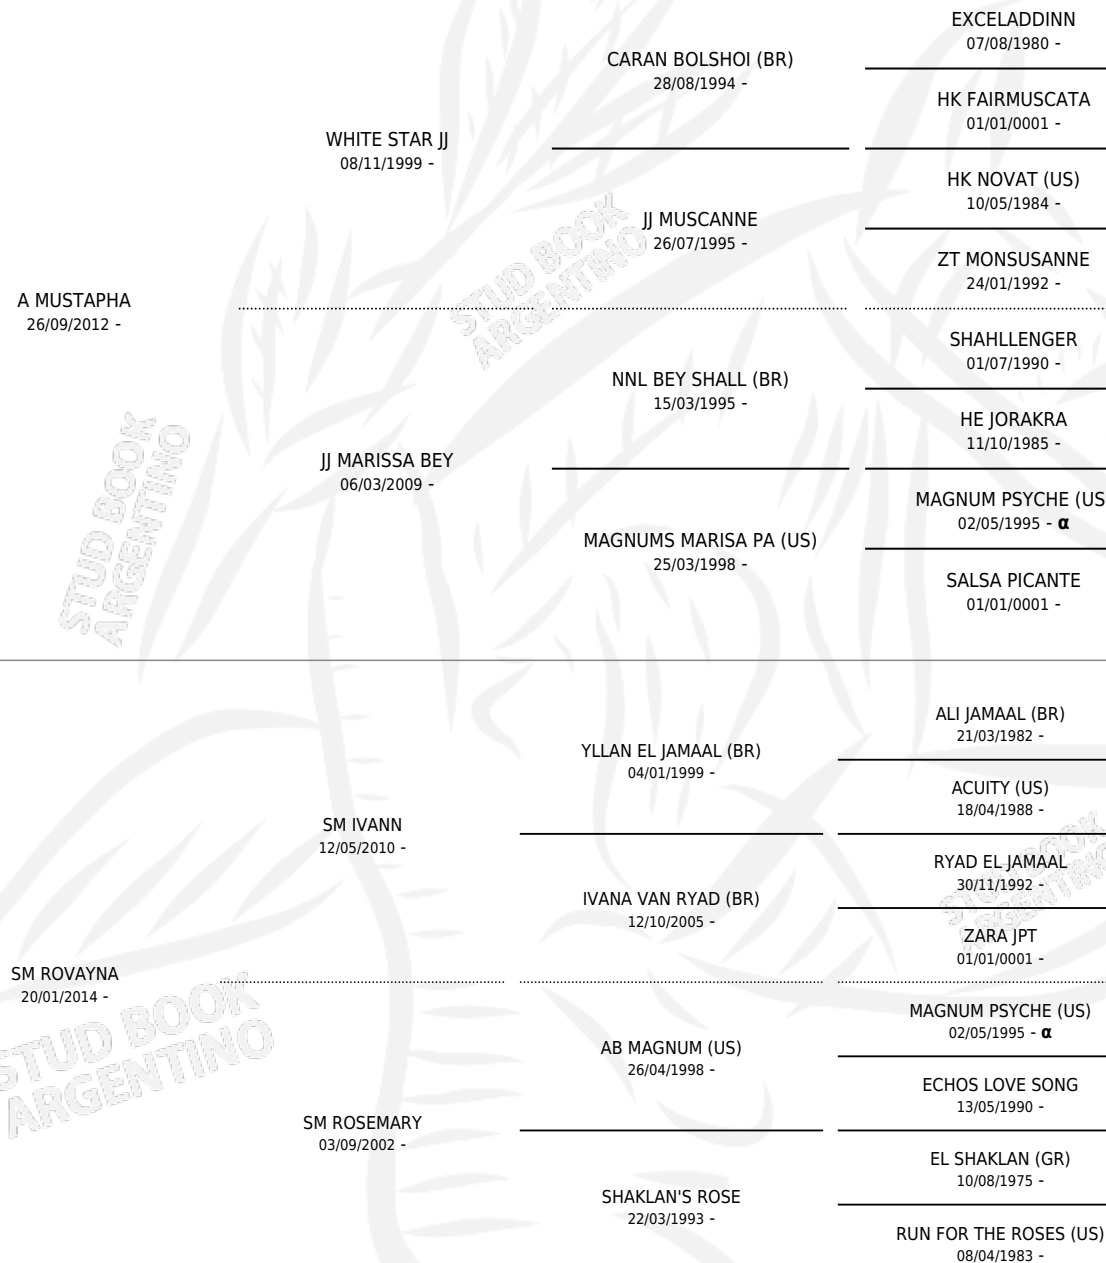 EXCELADDINN
07/08/1980 -
CARAN BOLSHOI (BR)
28/08/1994 -
HK FAIRMUSCATA
01/01/0001 -
WHITE STAR JJ
08/11/1999 -
HK NOVAT (US)
10/05/1984 -
JJ MUSCANNE
26/07/1995 -
ZT MONSUSANNE
24/01/1992 -
A MUSTAPHA
26/09/2012 -
SHAHLLENGER
01/07/1990 -
NNL BEY SHALL (BR)
15/03/1995 -
HE JORAKRA
11/10/1985 -
JJ MARISSA BEY
06/03/2009 -
MAGNUM PSYCHE (US
02/05/1995 - α
MAGNUMS MARISA PA (US)
25/03/1998 -
SALSA PICANTE
01/01/0001 -
ALI JAMAAL (BR)
21/03/1982 -
YLLAN EL JAMAAL (BR)
04/01/1999 -
ACUITY (US)
18/04/1988 -
SM IVANN
12/05/2010 -
RYAD EL JAMAAL
30/11/1992 -
IVANA VAN RYAD (BR)
12/10/2005 -
ZARA JPT
01/01/0001 -
SM ROVAYNA
20/01/2014 -
MAGNUM PSYCHE (US)
02/05/1995 - α
AB MAGNUM (US)
26/04/1998 -
ECHOS LOVE SONG
13/05/1990 -
SM ROSEMARY
03/09/2002 -
EL SHAKLAN (GR)
10/08/1975 -
SHAKLAN'S ROSE
22/03/1993 -
RUN FOR THE ROSES (US)
08/04/1983 -
STUD BOOK
ARGENTINO
STUD BOOK
ARGENTINO
STUD BOOK
ARGENTINO
STUD BOOK
ARGENTINO